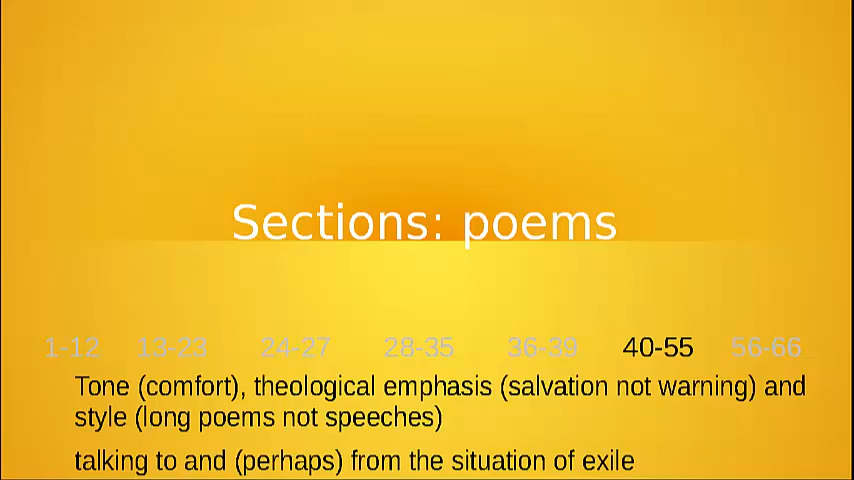 Sections: poems
1-12 13-23 24-27 28-35 36-39 40-55 56-66
Tone (comfort), theological emphasis (salvation not warning) and
style (long poems not speeches)
talking to and (perhaps) from the situation of exile